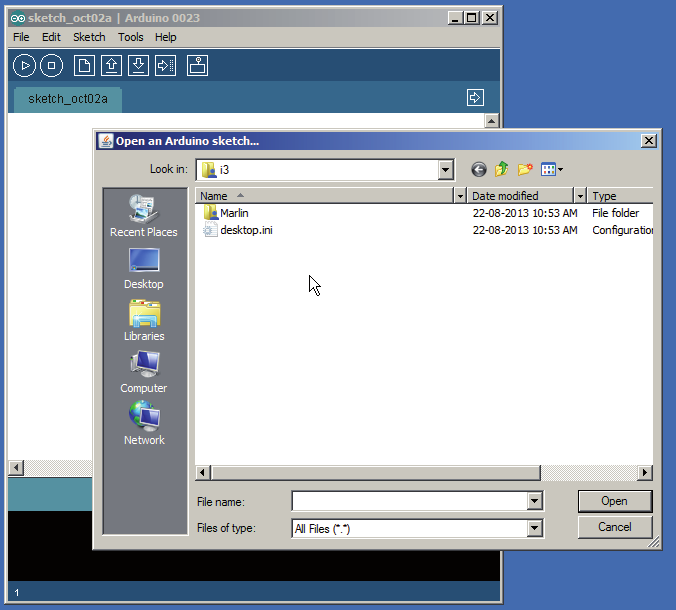 sketch_oct02a | Arduino 0023
File Edit Sketch Tools Help
sketch_oct02a
Open an Arduino sketch...
Look in: i3
Name Date modified Type
Marlin 22-08-2013 10:53 AM File folder
desktop.ini 22-08-2013 10:53 AM Configuration
Recent Places
Desktop
Libraries
Computer
Network
File name: Open
Files of type: All Files (*.*) Cancel
1